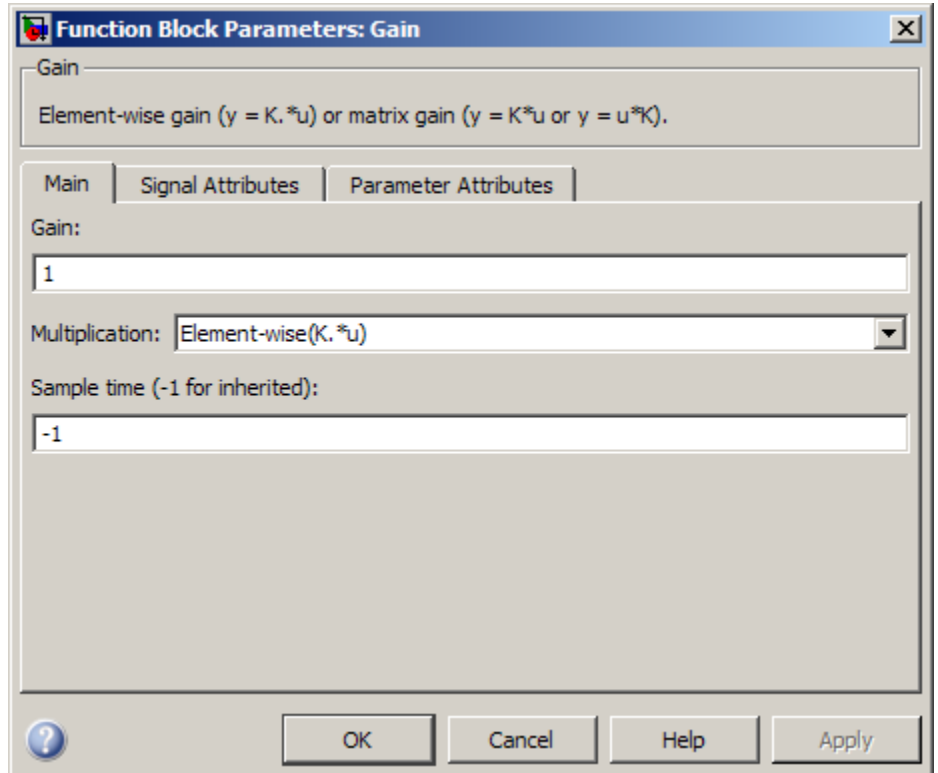 Function Block Parameters: Gain
Gain
Element-wise gain (y = K.*u) or matrix gain (y = K*u or y = u*K).
Main Signal Attributes Parameter Attributes
Gain:
1
Multiplication: Element-wise(K.*u)
Sample time (-1 for inherited):
-1
OK Cancel Help Apply